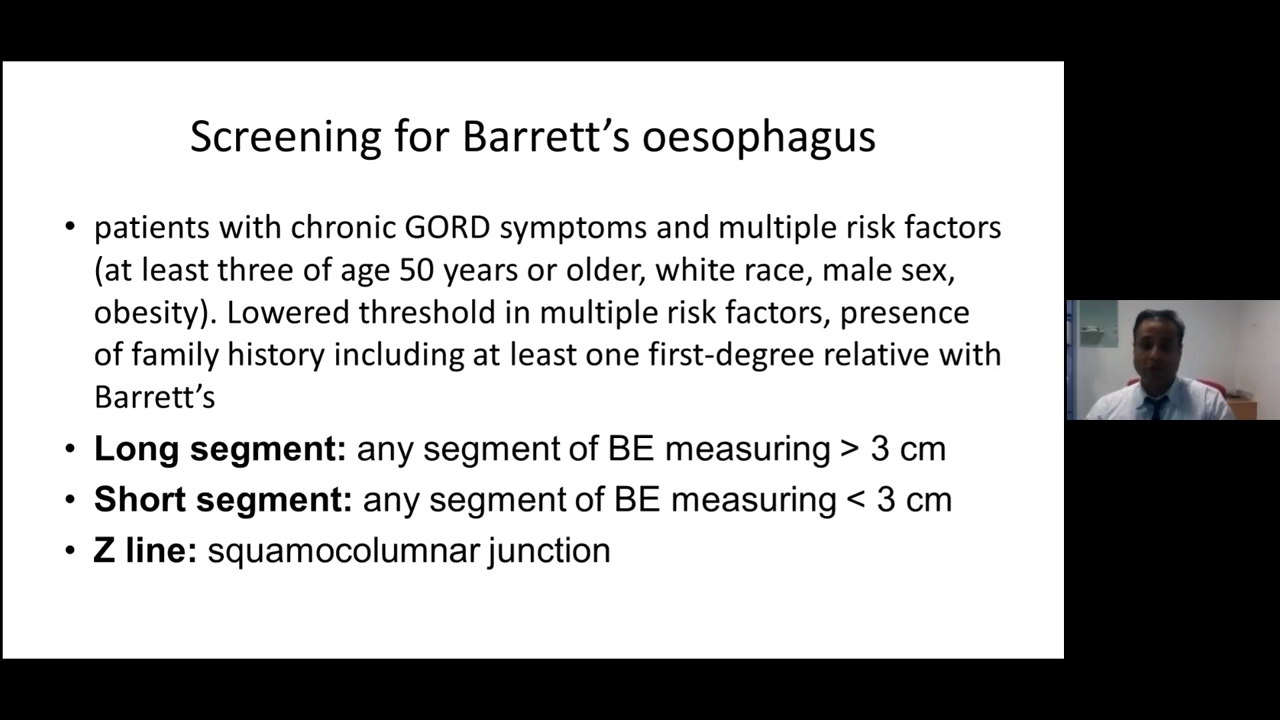 Screening for Barrett’s oesophagus
• patients with chronic GORD symptoms and multiple risk factors
(at least three of age 50 years or older, white race, male sex,
obesity). Lowered threshold in multiple risk factors, presence
of family history including at least one first-degree relative with
Barrett’s
• Long segment: any segment of BE measuring > 3 cm
• Short segment: any segment of BE measuring < 3 cm
• Z line: squamocolumnar junction